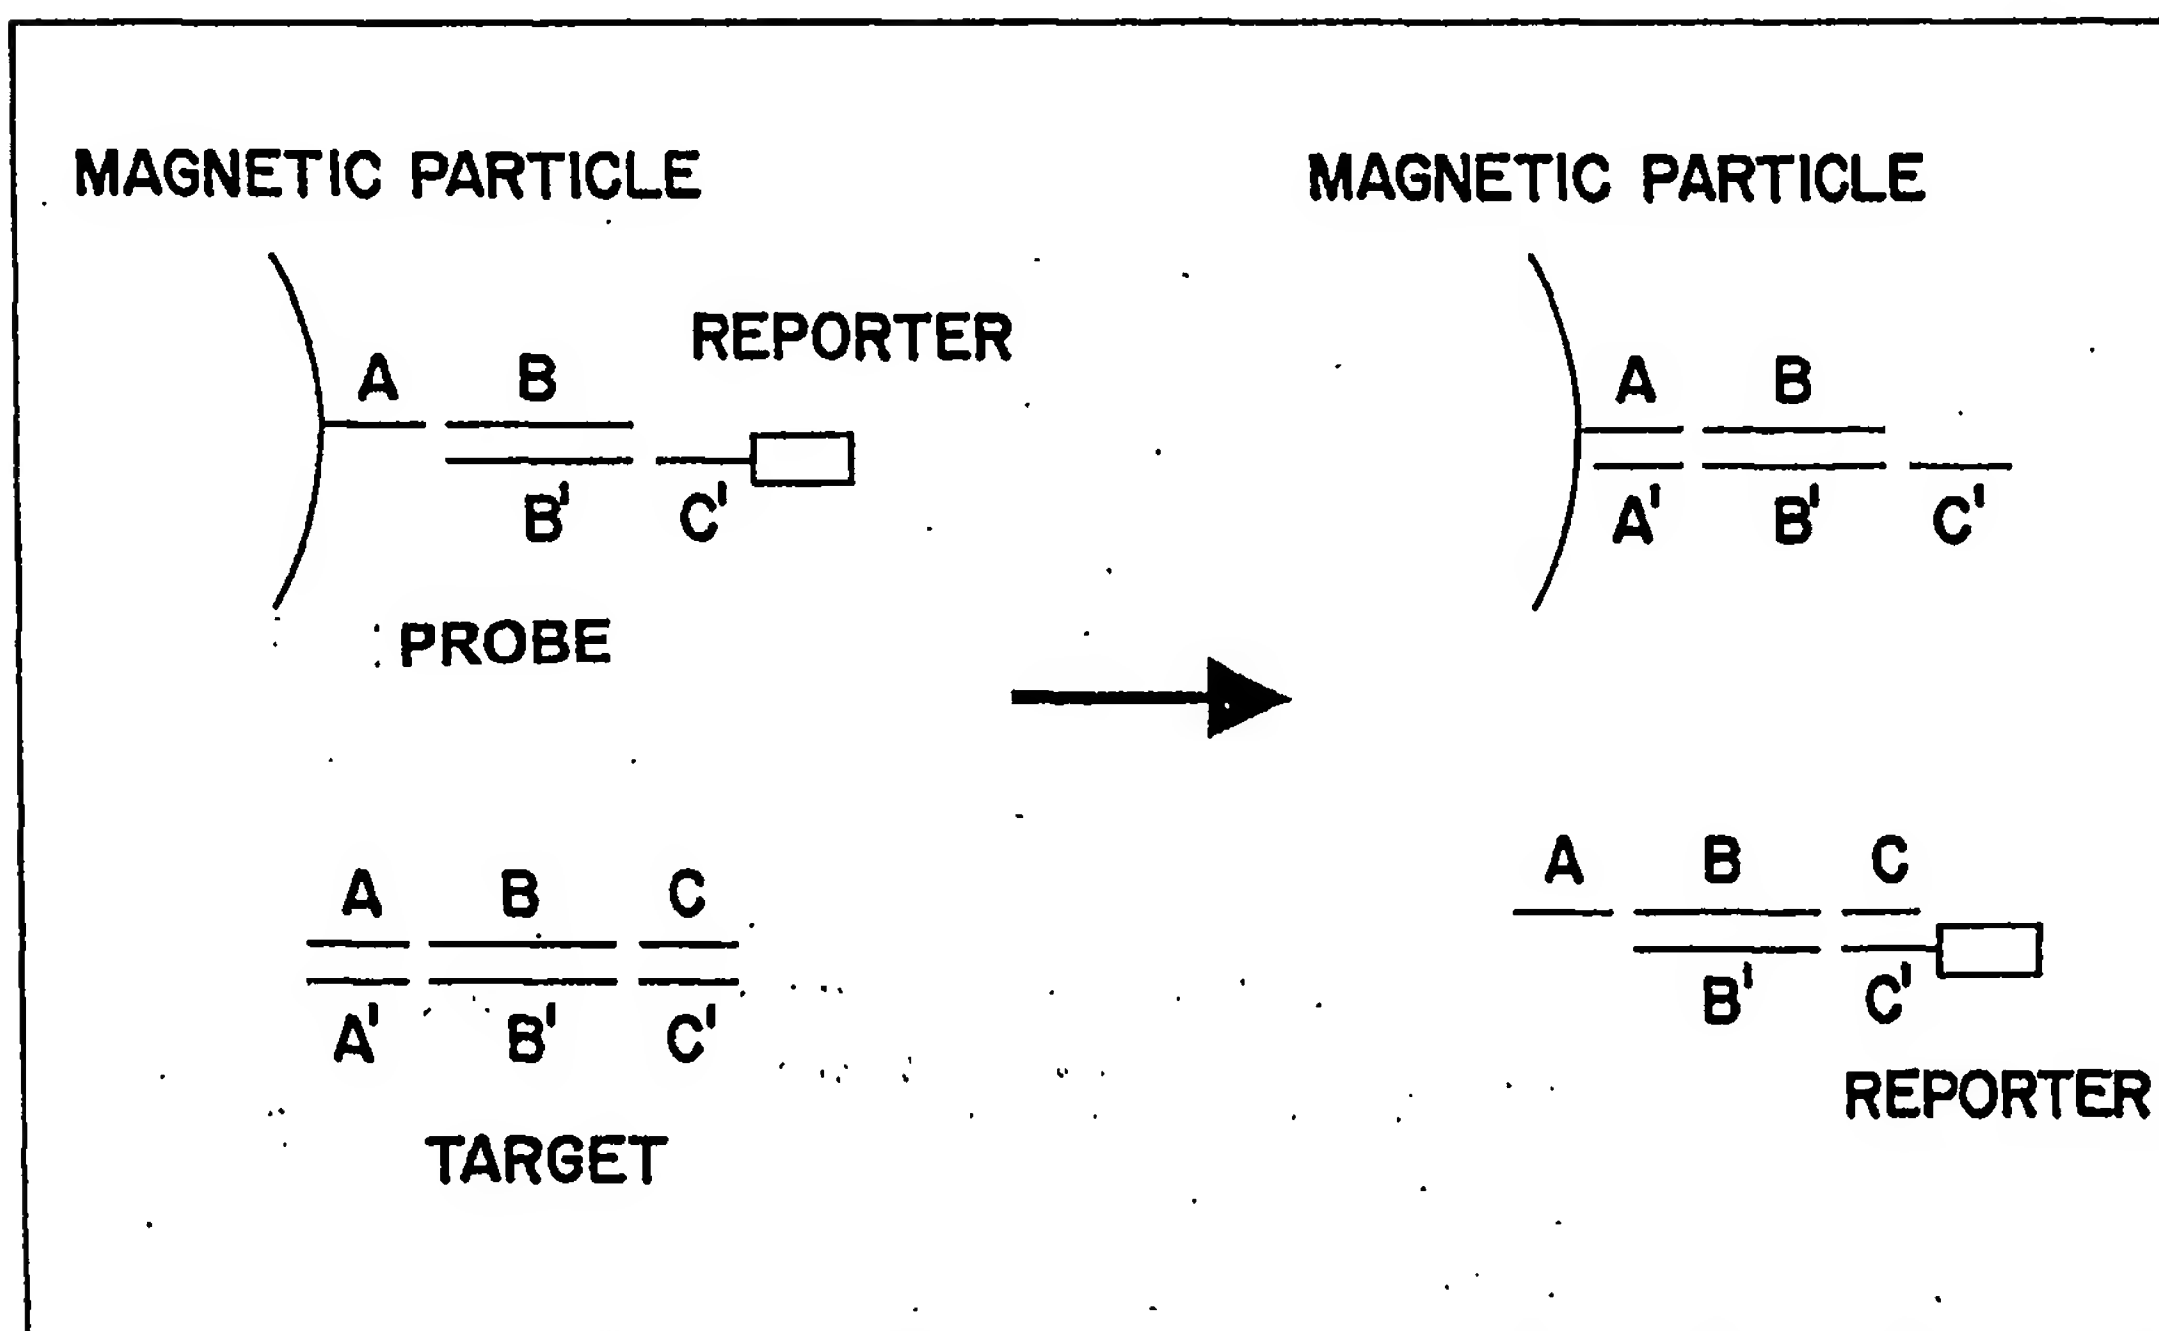 MAGNETIC PARTICLE
REPORTER
A B
B' C'
PROBE
A B C
A' B' C'
TARGET
MAGNETIC PARTICLE
A B
A' B' C'
A B C
B' C'
REPORTER